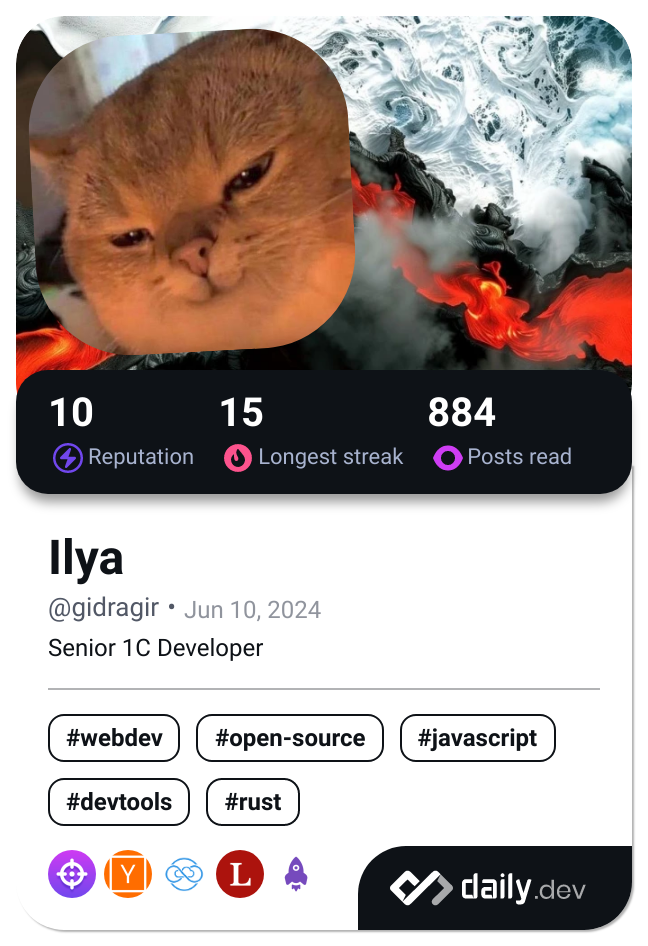 10 15 884
Reputation Longest streak Posts read
Ilya
@gidragir • Jun 10, 2024
Senior 1C Developer
#webdev #open-source #javascript
#devtools #rust
Y L daily.dev